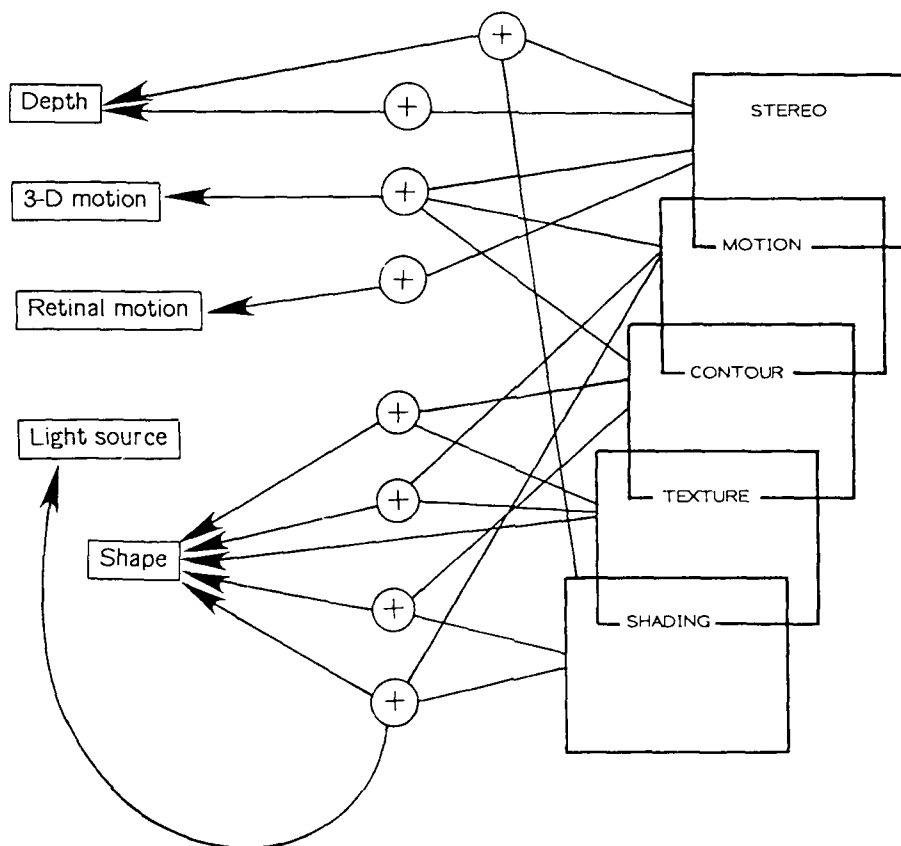 +
Depth
+
STEREO
3-D motion
+
MOTION
Retinal motion
+
CONTOUR
Light source
+
TEXTURE
+
Shape
+
SHADING
+